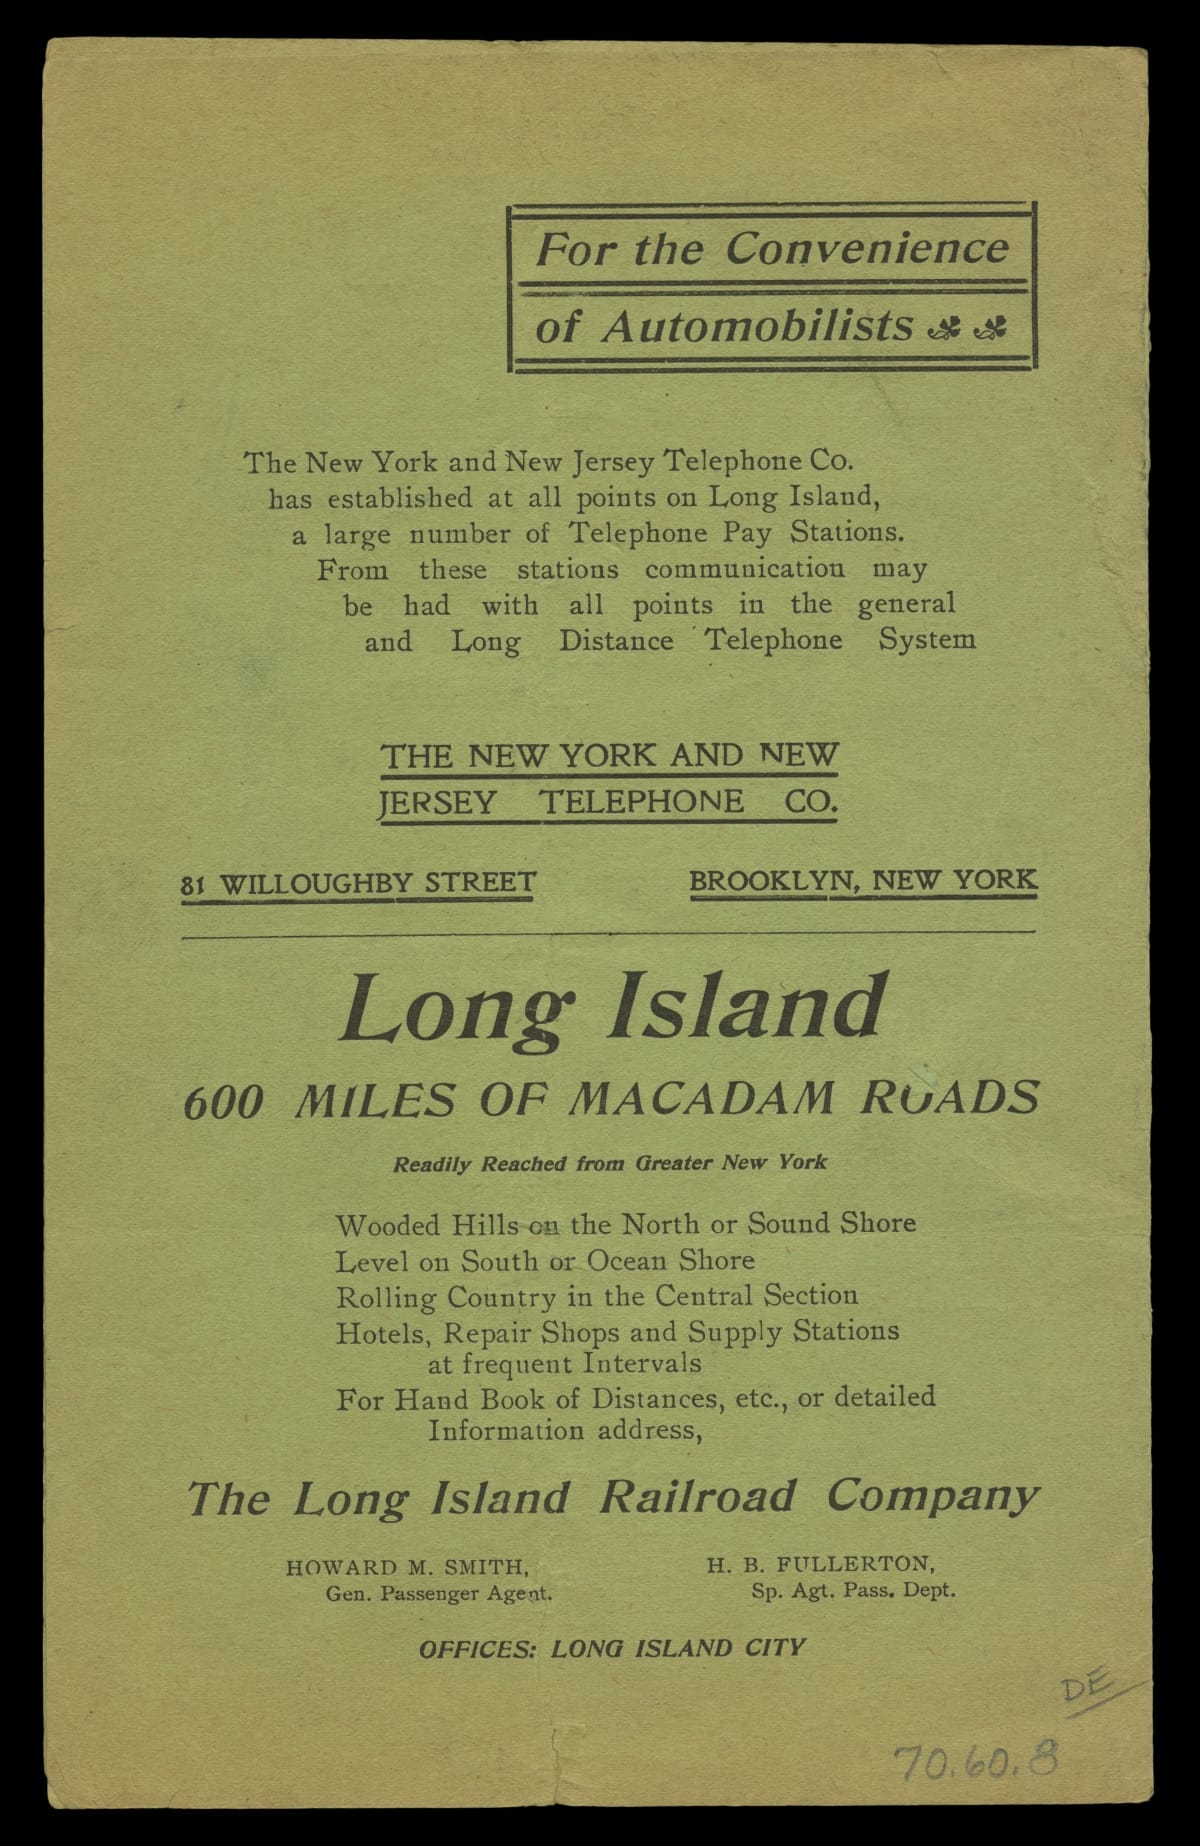 For the Convenience
of Automobilists
The New York and New Jersey Telephone Co.
has established at all points on Long Island,
a large number of Telephone Pay Stations.
From these stations communication may
be had with all points in the general
and Long Distance Telephone System
THE NEW YORK AND NEW
JERSEY TELEPHONE CO.
81 WILLOUGHBY STREET BROOKLYN, NEW YORK
Long Island
600 MILES OF MACADAM ROADS
Readily Reached from Greater New York
Wooded Hills on the North or Sound Shore
Level on South or Ocean Shore
Rolling Country in the Central Section
Hotels, Repair Shops and Supply Stations
at frequent Intervals
For Hand Book of Distances, etc., or detailed
Information address,
The Long Island Railroad Company
HOWARD M. SMITH, H. B. FULLERTON,
Gen. Passenger Agent. Sp. Agt. Pass. Dept.
OFFICES: LONG ISLAND CITY
DE
70.60.8